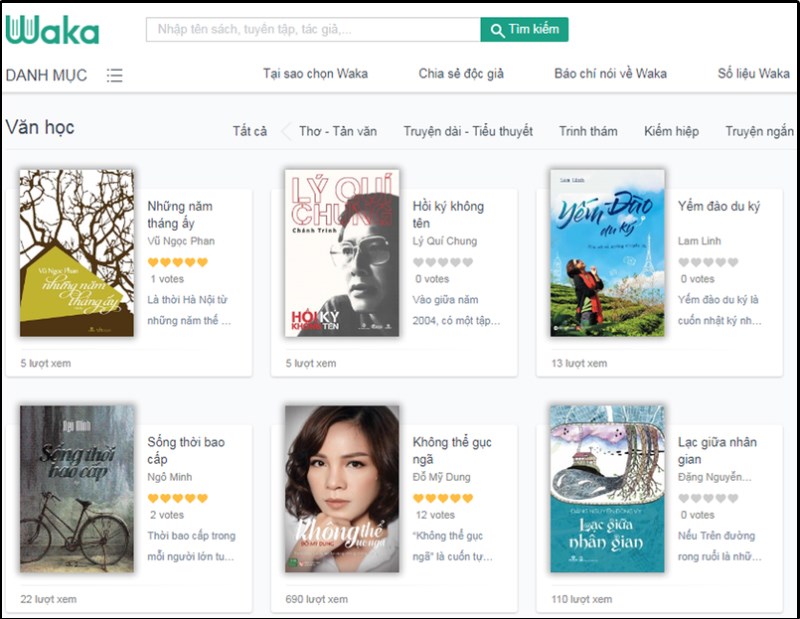 Waka
Nhập tên sách, tuyển tập, tác giả,...
Tìm kiếm
DANH MỤC
Tại sao chọn Waka
Chia sẻ độc giả
Báo chí nói về Waka
Số liệu Waka
Văn học
Tất cả
Thơ - Tản văn
Truyện dài - Tiểu thuyết
Trinh thám
Kiếm hiệp
Truyện ngắn
Vũ Ngọc Phan
những năm
tháng ấy
Những năm
tháng ấy
Vũ Ngọc Phan
1 votes
Là thời Hà Nội từ
những năm thế ...
5 lượt xem
LÝ QUÍ
CHUNG
Chánh Trinh
HỒI KÝ
KHÔNG TÊN
Hồi ký không
tên
Lý Quí Chung
0 votes
Vào giữa năm
2004, có một tập...
5 lượt xem
Lam Linh
Yếm Đào
du ký
Yếm đào du ký
Lam Linh
0 votes
Yếm đào du ký là
cuốn nhật ký nh...
13 lượt xem
Ngô Minh
Sống thời
bao cấp
Sống thời bao
cấp
Ngô Minh
2 votes
Thời bao cấp trong
mỗi người lớn tu...
22 lượt xem
Không thể
gục ngã
ĐỖ MỸ DUNG
Không thể gục
ngã
Đỗ Mỹ Dung
12 votes
"Không thể gục
ngã" là cuốn tự...
690 lượt xem
ĐẶNG NGUYỄN ĐÔNG VY
Lạc giữa
nhân gian
Lạc giữa nhân
gian
Đặng Nguyễn...
0 votes
Nếu Trên đường
rong ruổi là nhữ...
110 lượt xem